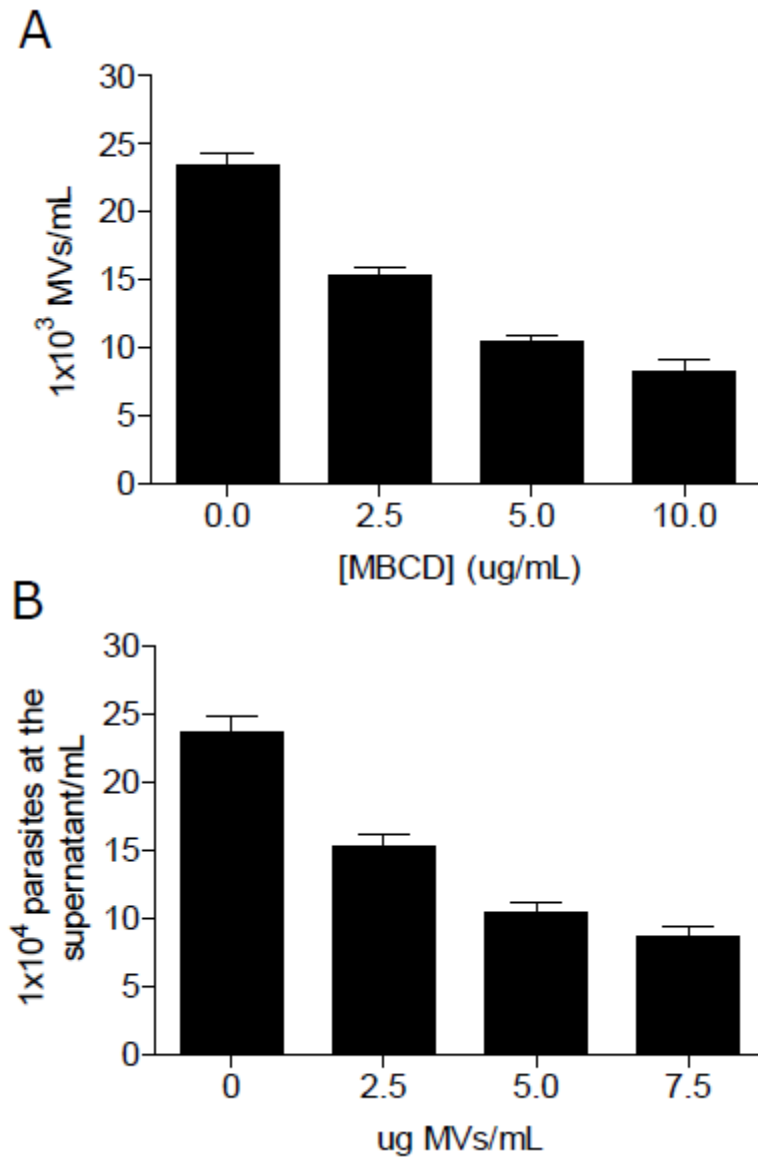 A
30
25
20
15
10
5
0
1x10³ MVs/mL
0.0 2.5 5.0 10.0
[MBCD] (ug/mL)
B
30
25
20
15
10
5
0
1x10⁴ parasites at the
supernatant/mL
0 2.5 5.0 7.5
ug MVs/mL